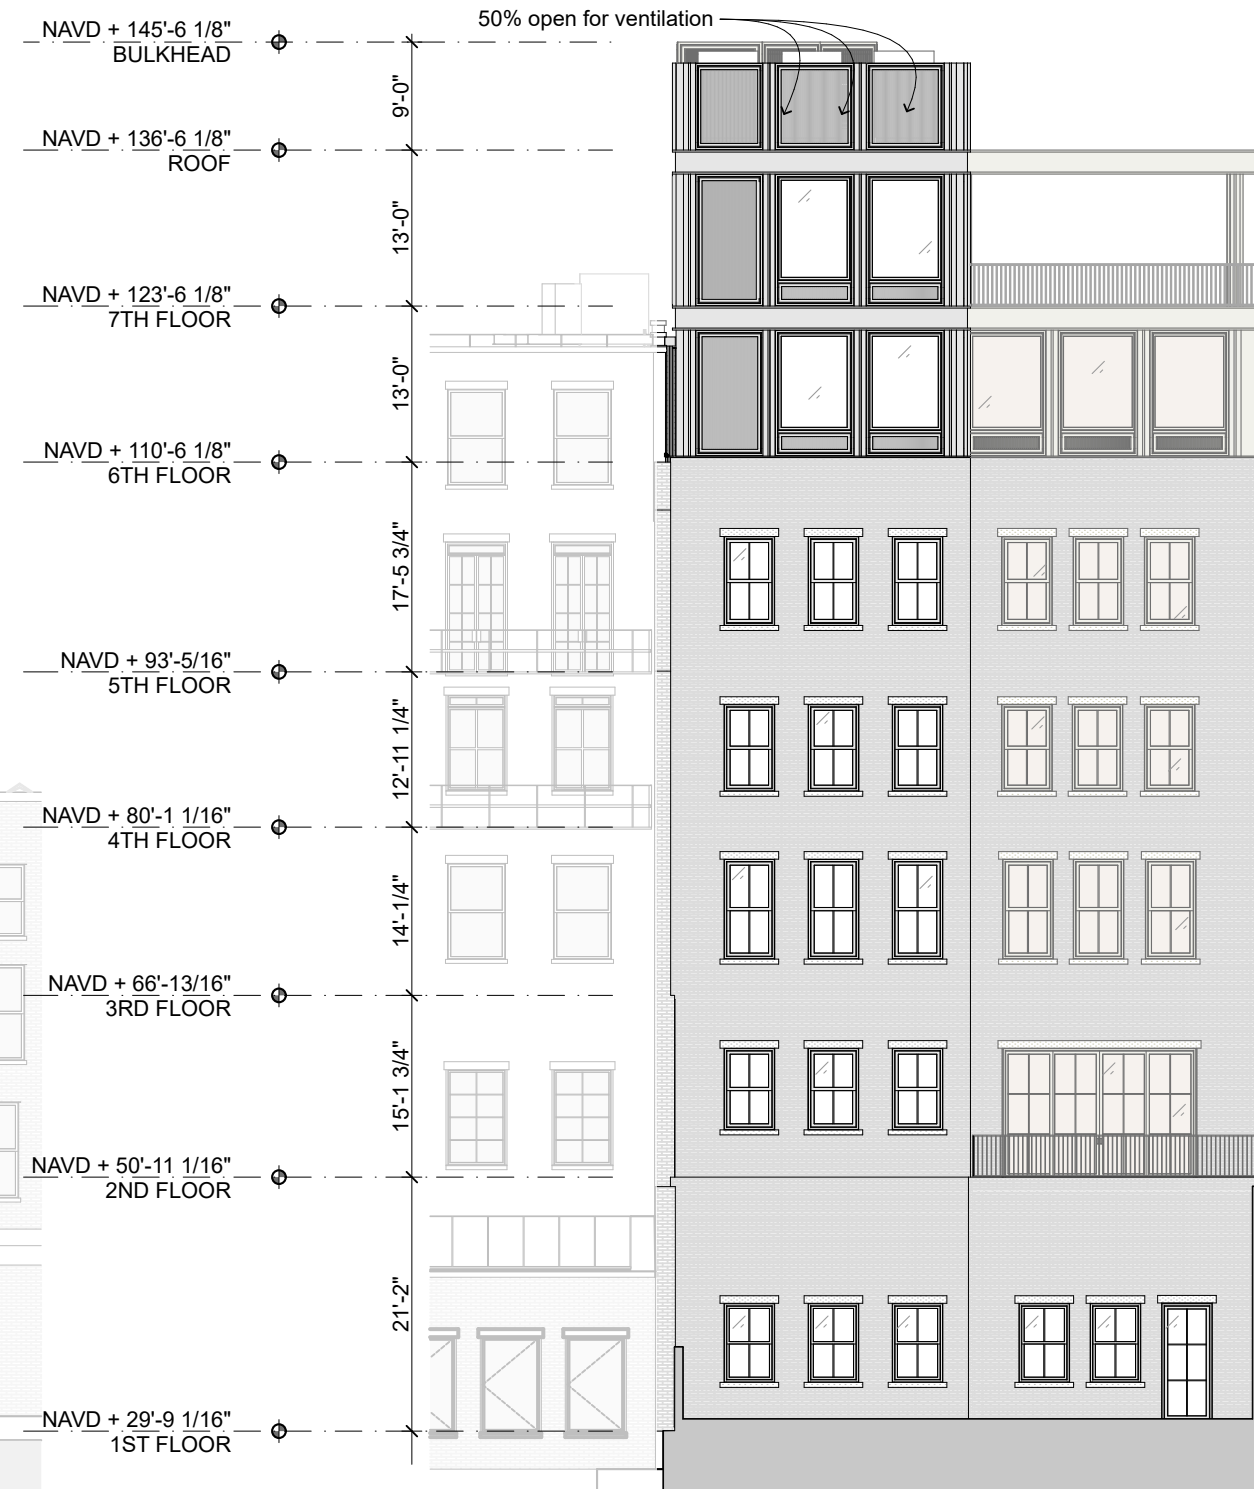 50% open for ventilation
NAVD + 145'-6 1/8"
BULKHEAD
9'-0"
NAVD + 136'-6 1/8"
ROOF
13'-0"
NAVD + 123'-6 1/8"
7TH FLOOR
13'-0"
NAVD + 110'-6 1/8"
6TH FLOOR
17'-5 3/4"
NAVD + 93'-5/16"
5TH FLOOR
12'-11 1/4"
NAVD + 80'-1 1/16"
4TH FLOOR
14'-1/4"
NAVD + 66'-13/16"
3RD FLOOR
15'-1 3/4"
NAVD + 50'-11 1/16"
2ND FLOOR
21'-2"
NAVD + 29'-9 1/16"
1ST FLOOR